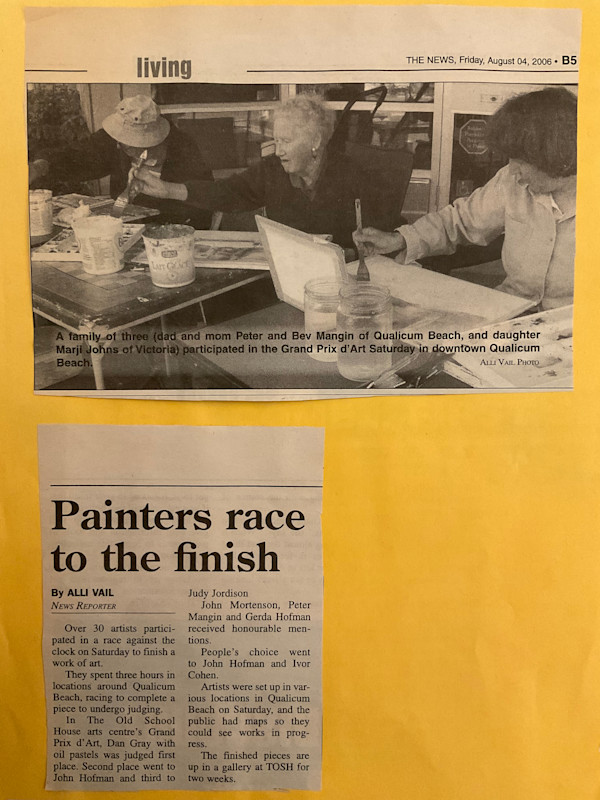 living
THE NEWS, Friday, August 04, 2006 • B5
A family of three (dad and mom Peter and Bev Mangin of Qualicum Beach, and daughter
Marji Johns of Victoria) participated in the Grand Prix d'Art Saturday in downtown Qualicum
Beach.
ALLI VAIL PHOTO
Painters race
to the finish
By ALLI VAIL
NEWS REPORTER
Over 30 artists partici-
pated in a race against the
clock on Saturday to finish a
work of art.
They spent three hours in
locations around Qualicum
Beach, racing to complete a
piece to undergo judging.
In The Old School
House arts centre's Grand
Prix d'Art, Dan Gray with
oil pastels was judged first
place. Second place went to
John Hofman and third to
Judy Jordison
John Mortenson, Peter
Mangin and Gerda Hofman
received honourable men-
tions.
People's choice went
to John Hofman and Ivor
Cohen.
Artists were set up in var-
ious locations in Qualicum
Beach on Saturday, and the
public had maps so they
could see works in prog-
ress.
The finished pieces are
up in a gallery at TOSH for
two weeks.